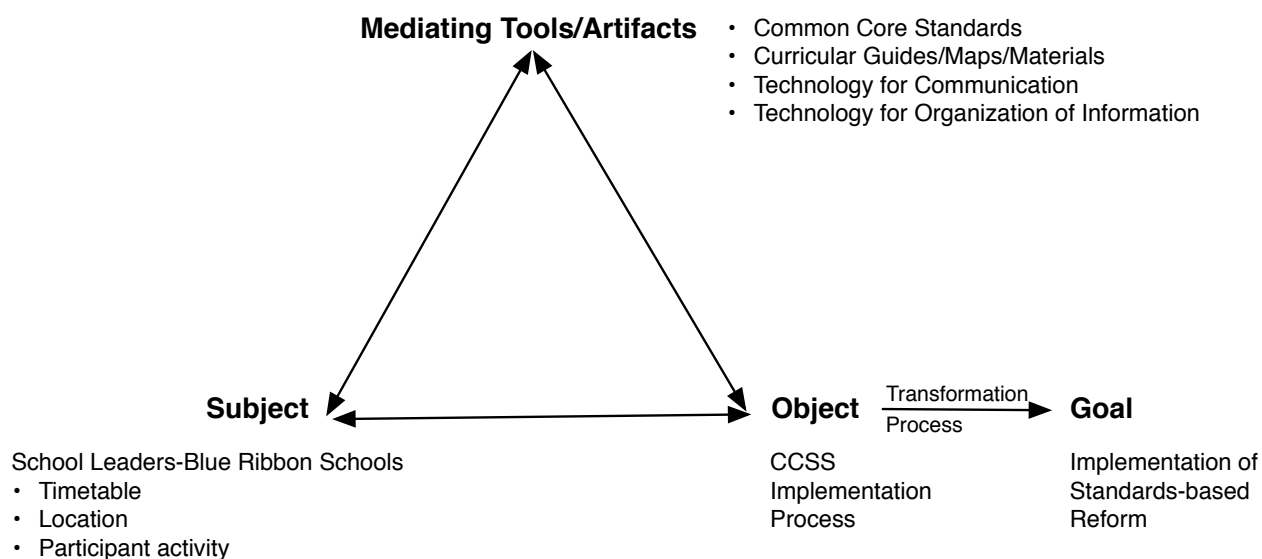 Mediating Tools/Artifacts
• Common Core Standards
• Curricular Guides/Maps/Materials
• Technology for Communication
• Technology for Organization of Information
Subject
Object
Transformation
Process
Goal
School Leaders-Blue Ribbon Schools
• Timetable
• Location
• Participant activity
CCSS
Implementation
Process
Implementation of
Standards-based
Reform